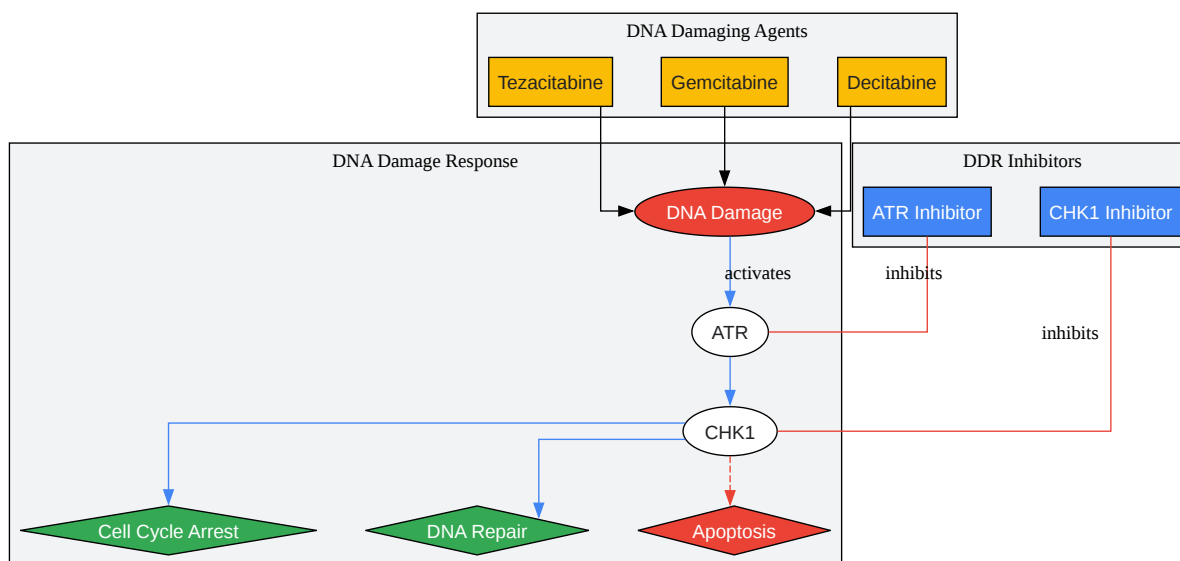 DNA Damaging Agents
Tezacitabine
Gemcitabine
Decitabine
DNA Damage Response
DDR Inhibitors
DNA Damage
ATR Inhibitor
CHK1 Inhibitor
activates
inhibits
ATR
inhibits
CHK1
Cell Cycle Arrest
DNA Repair
Apoptosis